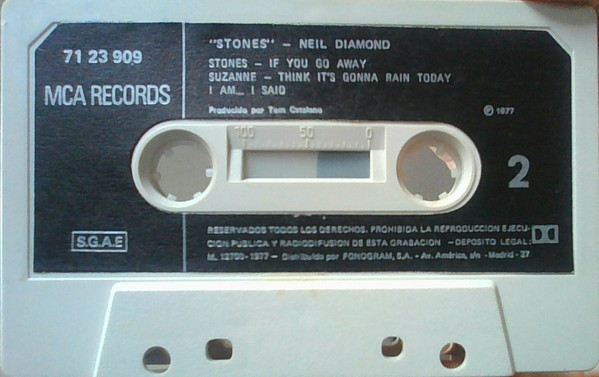 71 23 909
MCA RECORDS
"STONES" – NEIL DIAMOND
STONES – IF YOU GO AWAY
SUZANNE – THINK IT'S GONNA RAIN TODAY
I AM... I SAID
Producido por Tom Catalano
℗ 1977
100 50 0
2
S.G.A.E
RESERVADOS TODOS LOS DERECHOS. PROHIBIDA LA REPRODUCCION EJECU-
CION PUBLICA Y RADIODIFUSION DE ESTA GRABACION – DEPOSITO LEGAL:
M. 12700-1977 – Distribuido por FONOGRAM, S.A. - Av. América, s/n - Madrid - 27